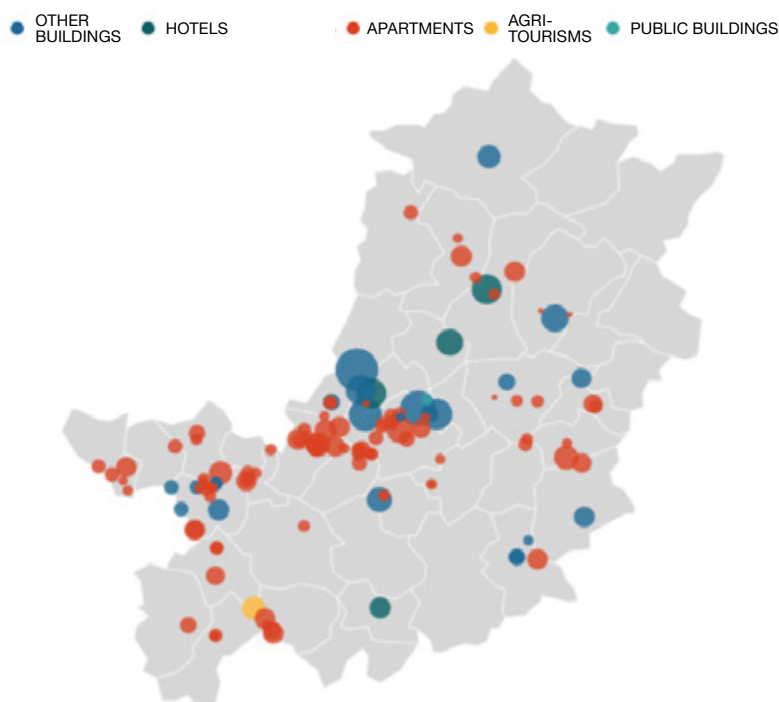 OTHER
BUILDINGS
HOTELS
APARTMENTS
AGRI-
TOURISMS
PUBLIC BUILDINGS